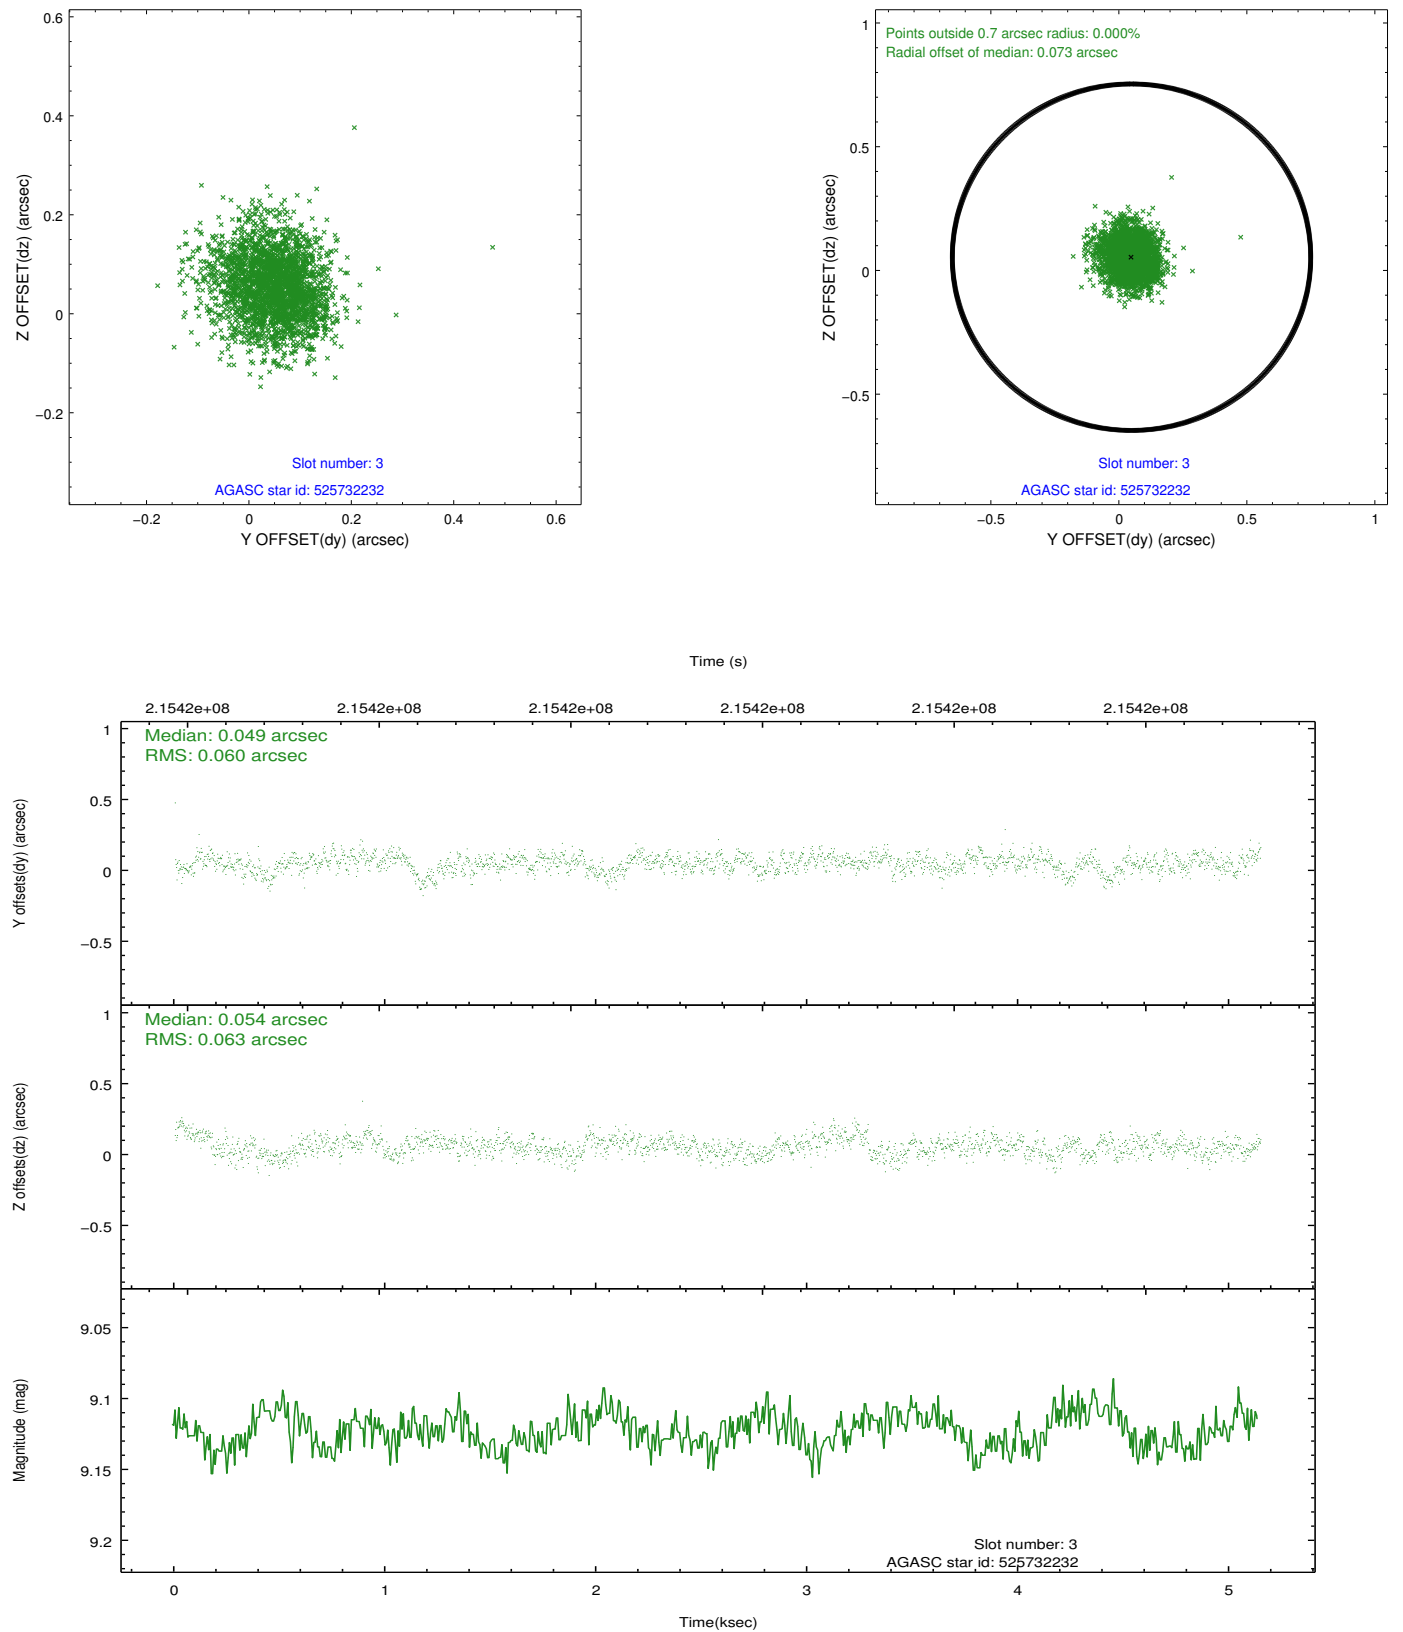 0.6
0.4
0.2
0
−0.2
Z OFFSET(dz) (arcsec)
Slot number: 3
AGASC star id: 525732232
−0.2 0 0.2 0.4 0.6
Y OFFSET(dy) (arcsec)
Points outside 0.7 arcsec radius: 0.000%
Radial offset of median: 0.073 arcsec
1
0.5
0
−0.5
Z OFFSET(dz) (arcsec)
Slot number: 3
AGASC star id: 525732232
−0.5 0 0.5 1
Y OFFSET(dy) (arcsec)
Time (s)
2.1542e+08 2.1542e+08 2.1542e+08 2.1542e+08 2.1542e+08 2.1542e+08
Median: 0.049 arcsec
RMS: 0.060 arcsec
1
0.5
0
−0.5
Y offsets(dy) (arcsec)
Median: 0.054 arcsec
RMS: 0.063 arcsec
1
0.5
0
−0.5
Z offsets(dz) (arcsec)
9.05
9.1
9.15
9.2
Magnitude (mag)
Slot number: 3
AGASC star id: 525732232
0 1 2 3 4 5
Time(ksec)